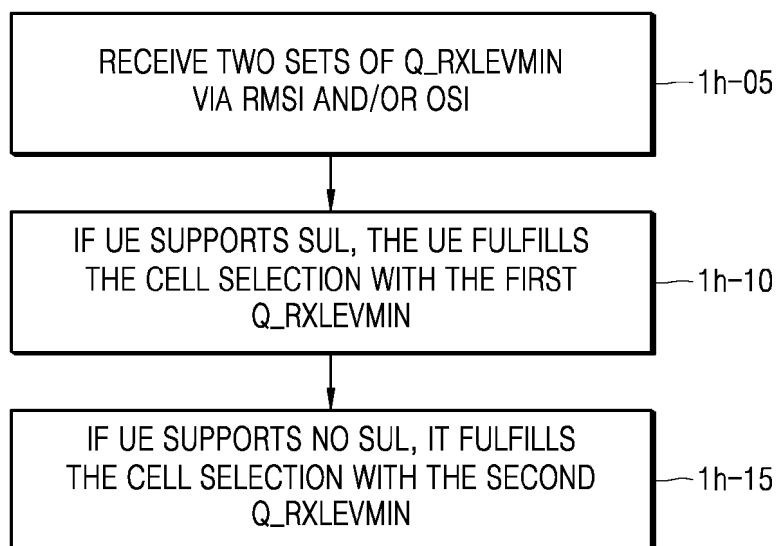 RECEIVE TWO SETS OF Q_RXLEVMIN
VIA RMSI AND/OR OSI
1h-05
IF UE SUPPORTS SUL, THE UE FULFILLS
THE CELL SELECTION WITH THE FIRST
Q_RXLEVMIN
1h-10
IF UE SUPPORTS NO SUL, IT FULFILLS
THE CELL SELECTION WITH THE SECOND
Q_RXLEVMIN
1h-15